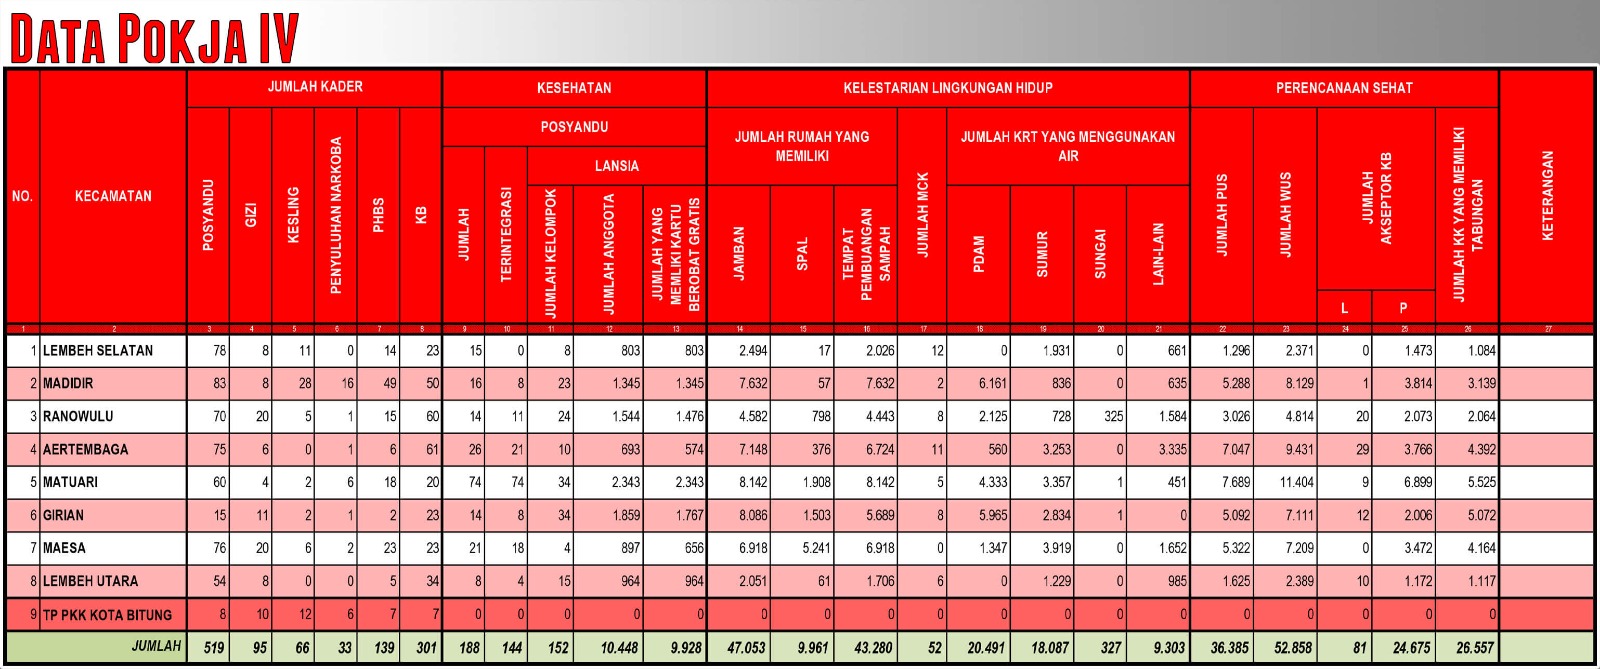 DATA POKJA IV
NO. KECAMATAN JUMLAH KADER KESEHATAN KELESTARIAN LINGKUNGAN HIDUP PERENCANAAN SEHAT KETERANGAN
POSYANDU GIZI KESLING PENYULUHAN NARKOBA PHBS KB
POSYANDU
JUMLAH TERINTEGRASI
LANSIA
JUMLAH KELOMPOK JUMLAH ANGGOTA JUMLAH YANG MEMILIKI KARTU BEROBAT GRATIS
JUMLAH RUMAH YANG MEMILIKI
JAMBAN SPAL TEMPAT PEMBUANGAN SAMPAH
JUMLAH MCK
JUMLAH KRT YANG MENGGUNAKAN AIR
PDAM SUMUR SUNGAI LAIN-LAIN
JUMLAH PUS JUMLAH WUS JUMLAH AKSEPTOR KB JUMLAH KK YANG MEMILIKI TABUNGAN
L P
1 2 3 4 5 6 7 8 9 10 11 12 13 14 15 16 17 18 19 20 21 22 23 24 25 26 27
1 LEMBEH SELATAN 78 8 11 0 14 23 15 0 8 803 803 2.494 17 2.026 12 0 1.931 0 661 1.296 2.371 0 1.473 1.084
2 MADIDIR 83 8 28 16 49 50 16 8 23 1.345 1.345 7.632 57 7.632 2 6.161 836 0 635 5.288 8.129 1 3.814 3.139
3 RANOWULU 70 20 5 1 15 60 14 11 24 1.544 1.476 4.582 798 4.443 8 2.125 728 325 1.584 3.026 4.814 20 2.073 2.064
4 AERTEMBAGA 75 6 0 1 6 61 26 21 10 693 574 7.148 376 6.724 11 560 3.253 0 3.335 7.047 9.431 29 3.766 4.392
5 MATUARI 60 4 2 6 18 20 74 74 34 2.343 2.343 8.142 1.908 8.142 5 4.333 3.357 1 451 7.689 11.404 9 6.899 5.525
6 GIRIAN 15 11 2 1 2 23 14 8 34 1.859 1.767 8.086 1.503 5.689 8 5.965 2.834 1 0 5.092 7.111 12 2.006 5.072
7 MAESA 76 20 6 2 23 23 21 18 4 897 656 6.918 5.241 6.918 0 1.347 3.919 0 1.652 5.322 7.209 0 3.472 4.164
8 LEMBEH UTARA 54 8 0 0 5 34 8 4 15 964 964 2.051 61 1.706 6 0 1.229 0 985 1.625 2.389 10 1.172 1.117
9 TP PKK KOTA BITUNG 8 10 12 6 7 7 0 0 0 0 0 0 0 0 0 0 0 0 0 0 0 0 0 0
JUMLAH 519 95 66 33 139 301 188 144 152 10.448 9.928 47.053 9.961 43.280 52 20.491 18.087 327 9.303 36.385 52.858 81 24.675 26.557